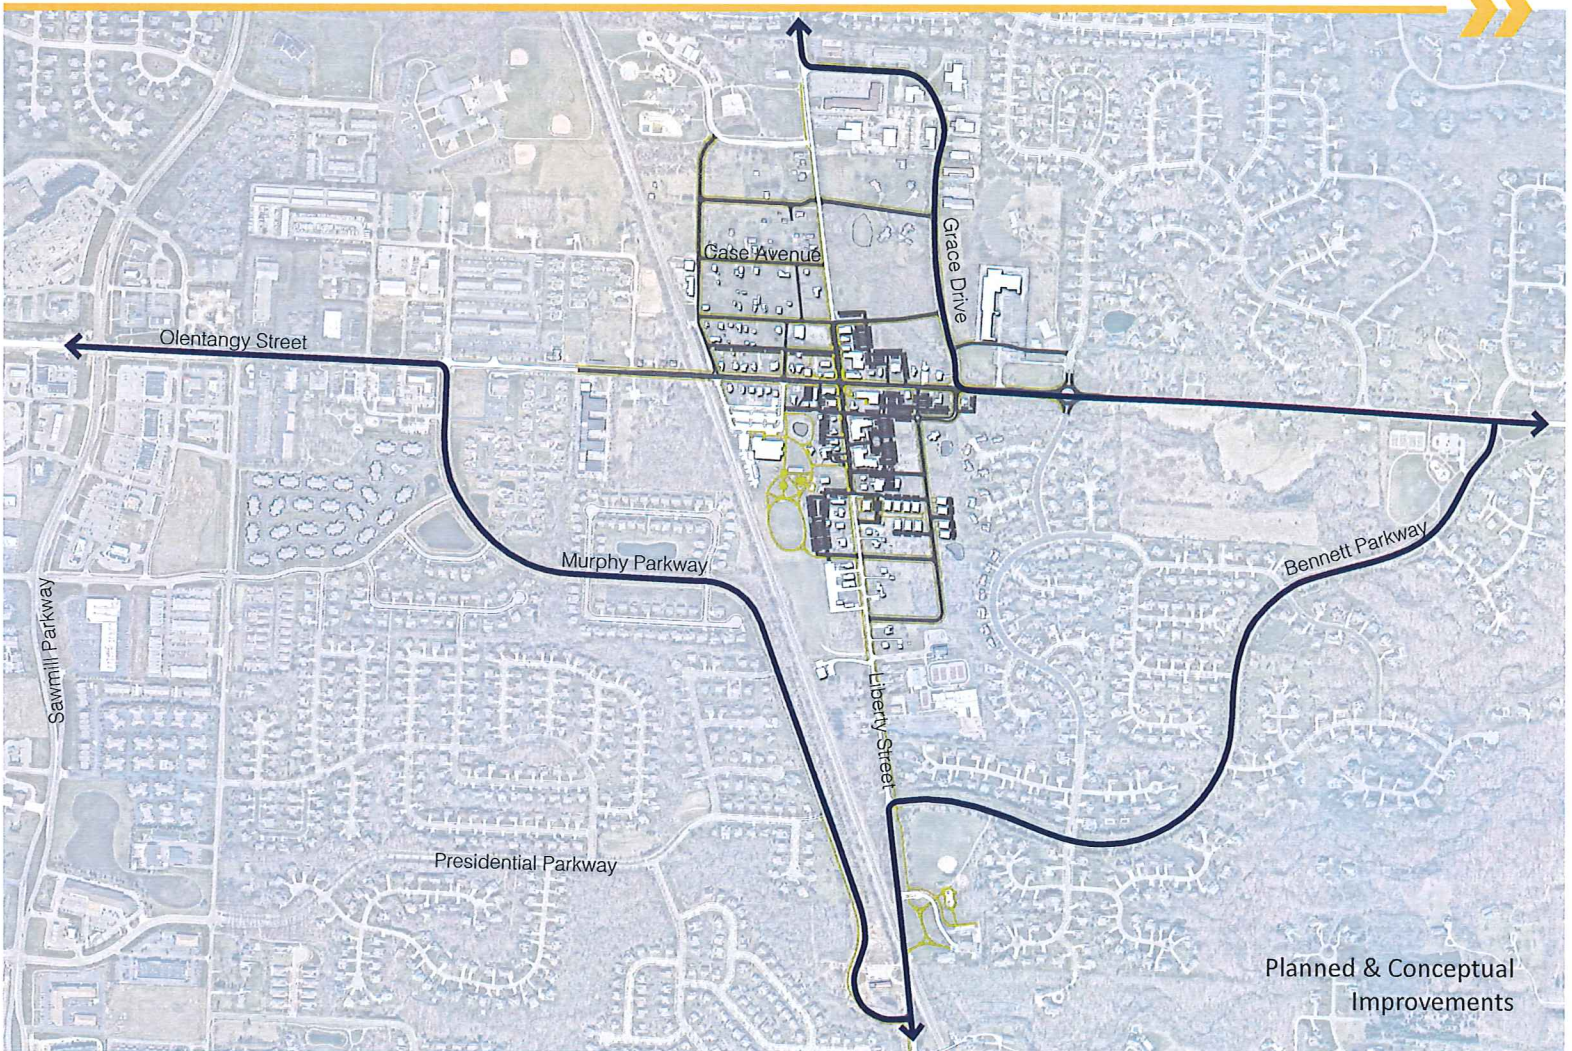 Case Avenue
Grace Drive
Olentangy Street
Murphy Parkway
Bennett Parkway
Sawmill Parkway
Liberty Street
Presidential Parkway
Planned & Conceptual
Improvements